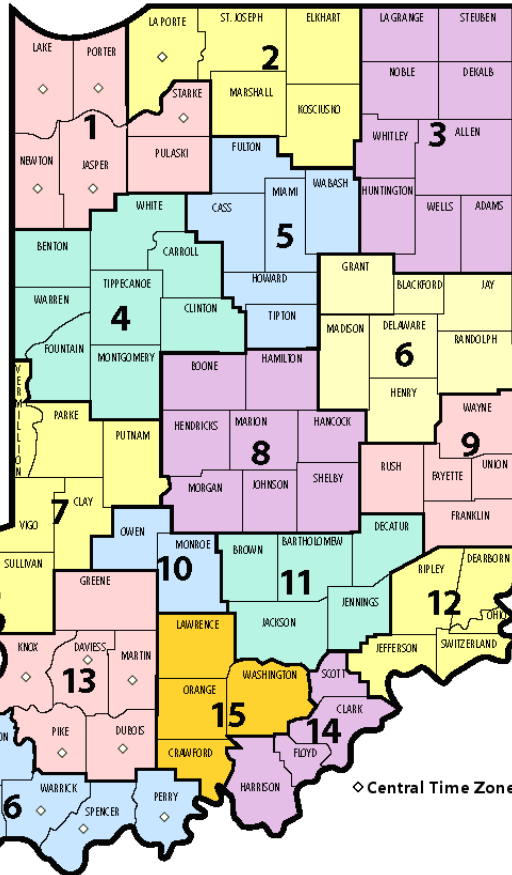 LA PORTE
ST. JOSEPH
ELKHART
LAGRANGE
STEUBEN
LAKE
PORTER
2
NOBLE
DEKALB
STARKE
MARSHALL
KOSCIUSKO
1
WHITLEY
3
ALLEN
NEWTON
JASPER
PULASKI
FULTON
MIAMI
WABASH
HUNTINGTON
WELLS
ADAMS
WHITE
CASS
5
BENTON
CARROLL
GRANT
TIPPECANOE
HOWARD
BLACKFORD
JAY
WARREN
4
CLINTON
TIPTON
MADISON
DELAWARE
RANDOLPH
FOUNTAIN
MONTGOMERY
BOONE
HAMILTON
6
HENRY
VERMILLION
PARKE
PUTNAM
HENDRICKS
MARION
HANCOCK
WAYNE
8
9
RUSH
FAYETTE
UNION
MORGAN
JOHNSON
SHELBY
7
CLAY
VIGO
OWEN
FRANKLIN
DECATUR
SULLIVAN
MONROE
BROWN
BARTHOLOMEW
RIPLEY
DEARBORN
10
11
GREENE
JENNINGS
12
OHIO
LAWRENCE
JACKSON
KNOX
DAVIESS
MARTIN
JEFFERSON
SWITZERLAND
13
WASHINGTON
SCOTT
ORANGE
15
CLARK
PIKE
DUBOIS
14
CRAWFORD
FLOYD
ON
6
WARRICK
SPENCER
PERRY
HARRISON
Central Time Zone